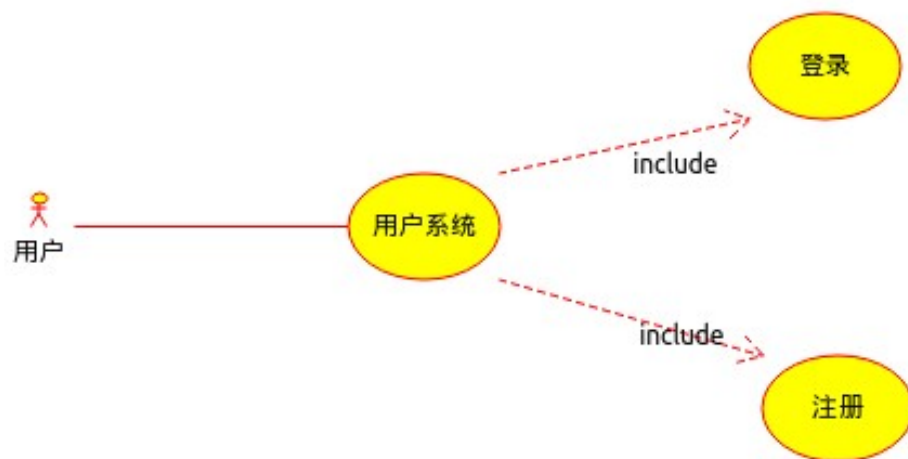 登录
include
用户系统
用户
include
注册